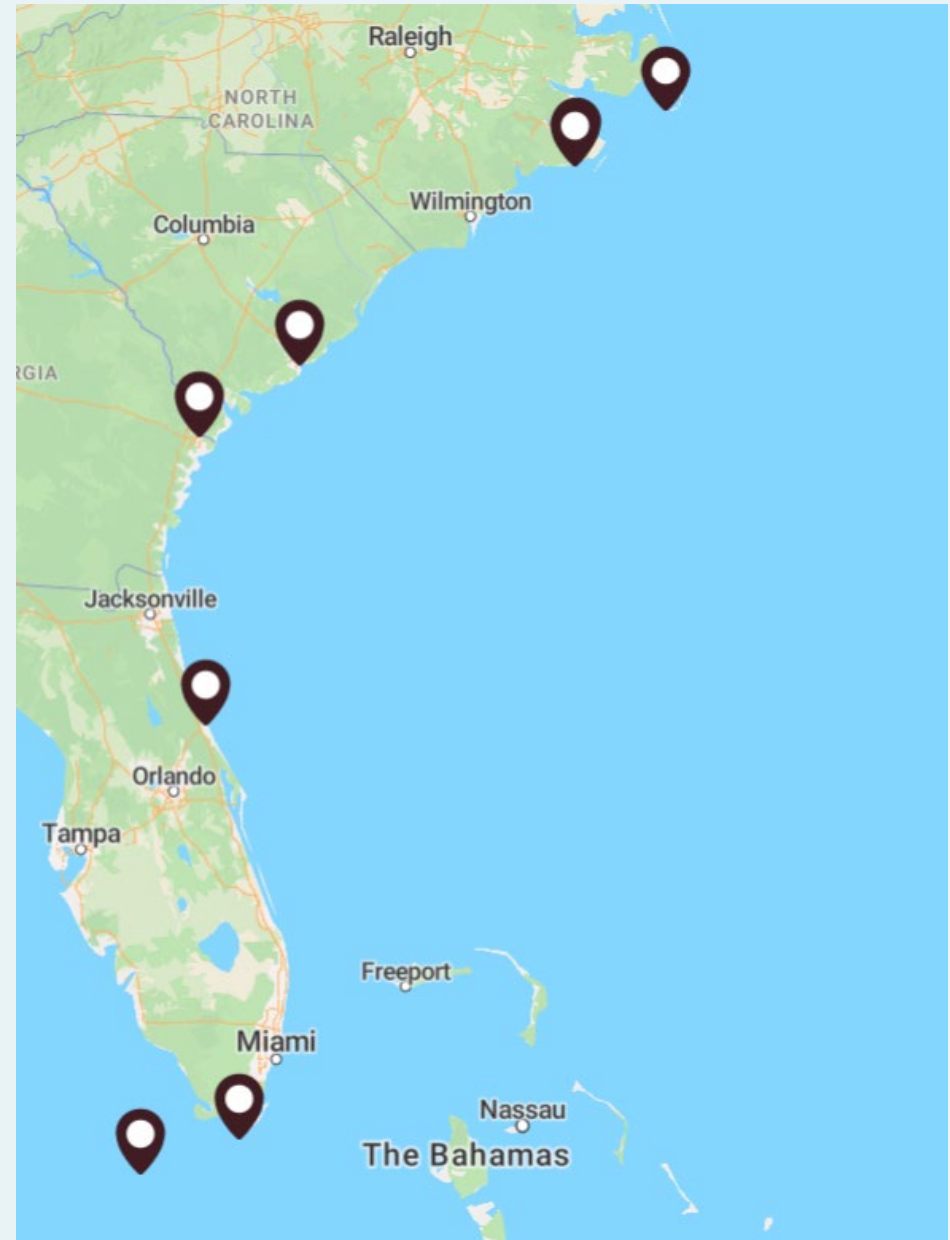 Raleigh
NORTH
CAROLINA
Wilmington
Columbia
RGIA
Jacksonville
Orlando
Tampa
Freeport
Miami
Nassau
The Bahamas